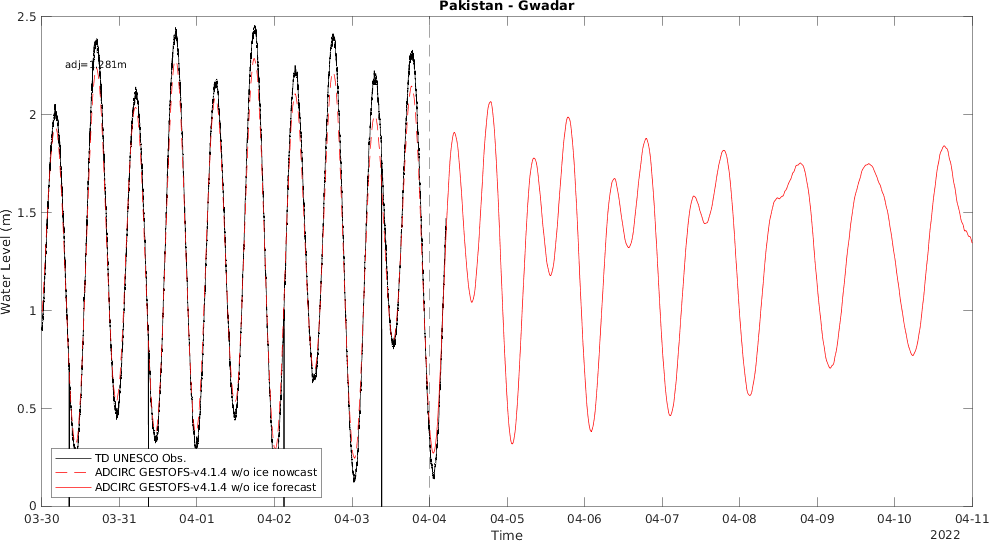 Pakistan - Gwadar
2.5
adj=1.281m
2
1.5
Water Level (m)
1
0.5
TD UNESCO Obs.
ADCIRC GESTOFS-v4.1.4 w/o ice nowcast
ADCIRC GESTOFS-v4.1.4 w/o ice forecast
0
03-30 03-31 04-01 04-02 04-03 04-04 04-05 04-06 04-07 04-08 04-09 04-10 04-11
Time
2022